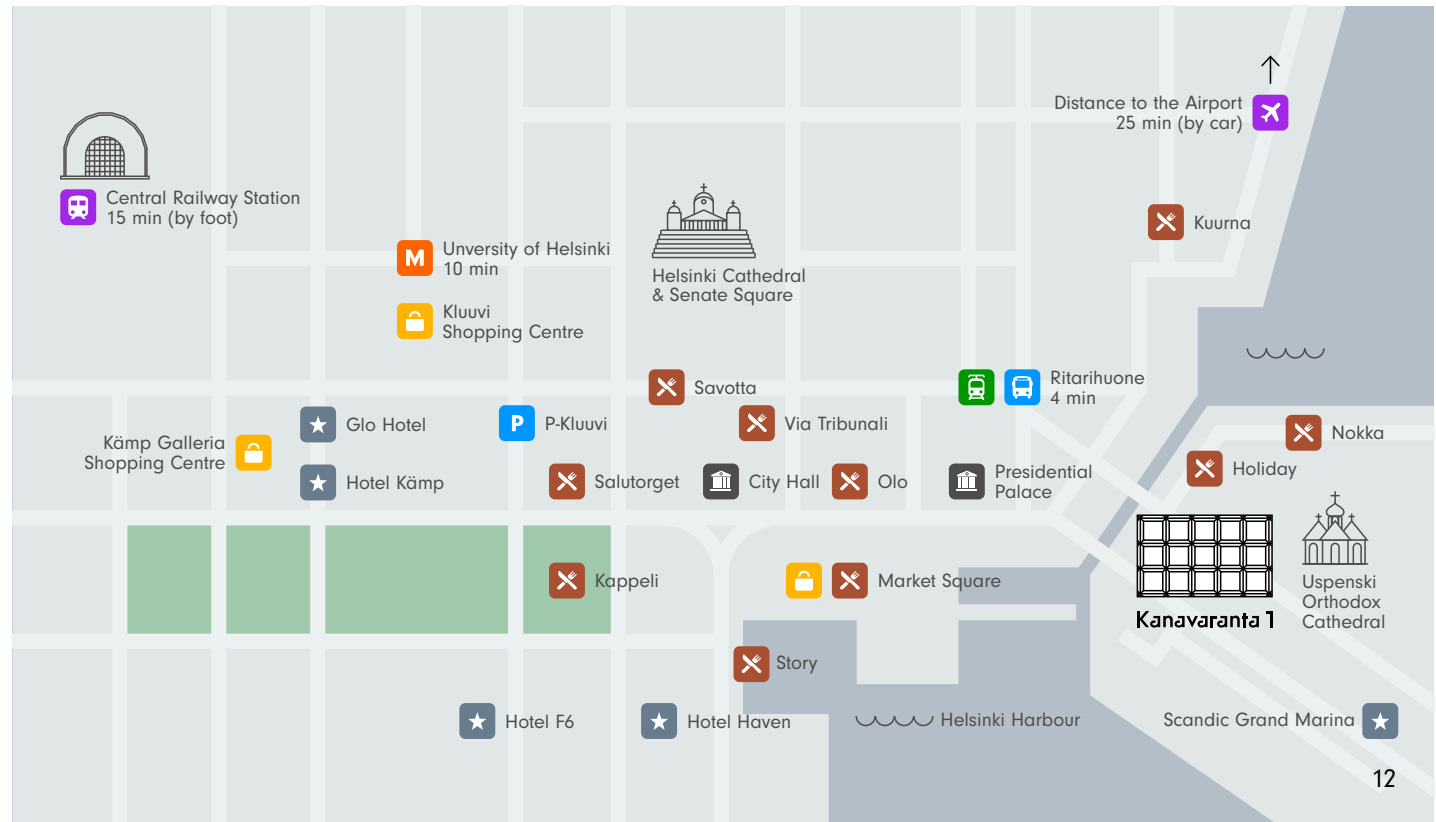 Distance to the Airport
25 min (by car)
Central Railway Station
15 min (by foot)
Kuurna
M
Unversity of Helsinki
10 min
Helsinki Cathedral
& Senate Square
Kluuvi
Shopping Centre
Savotta
Ritarihuone
4 min
Glo Hotel
P
P-Kluuvi
Via Tribunali
Nokka
Kämp Galleria
Shopping Centre
Holiday
Hotel Kämp
Salutorget
City Hall
Olo
Presidential
Palace
Kappeli
Market Square
Kanavaranta 1
Uspenski
Orthodox
Cathedral
Story
Hotel F6
Hotel Haven
Helsinki Harbour
Scandic Grand Marina
12